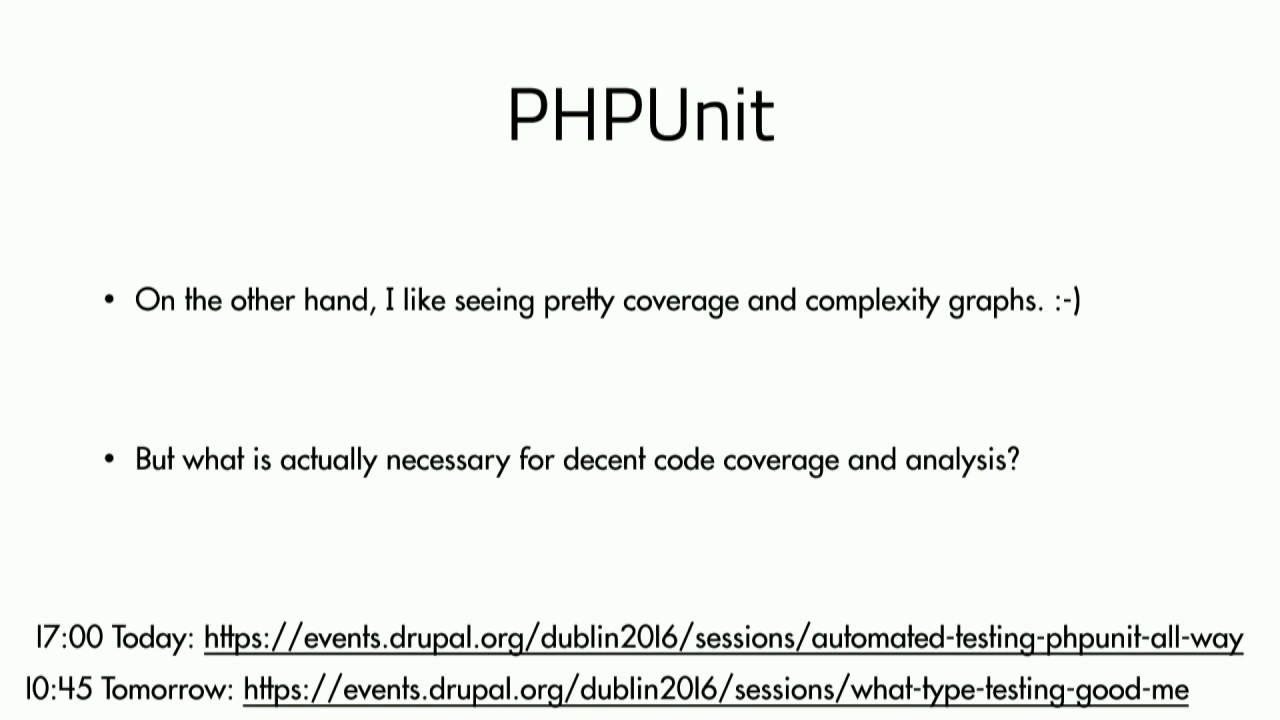 PHPUnit
• On the other hand, I like seeing pretty coverage and complexity graphs. :-)
• But what is actually necessary for decent code coverage and analysis?
17:00 Today: https://events.drupal.org/dublin2016/sessions/automated-testing-phpunit-all-way
10:45 Tomorrow: https://events.drupal.org/dublin2016/sessions/what-type-testing-good-me